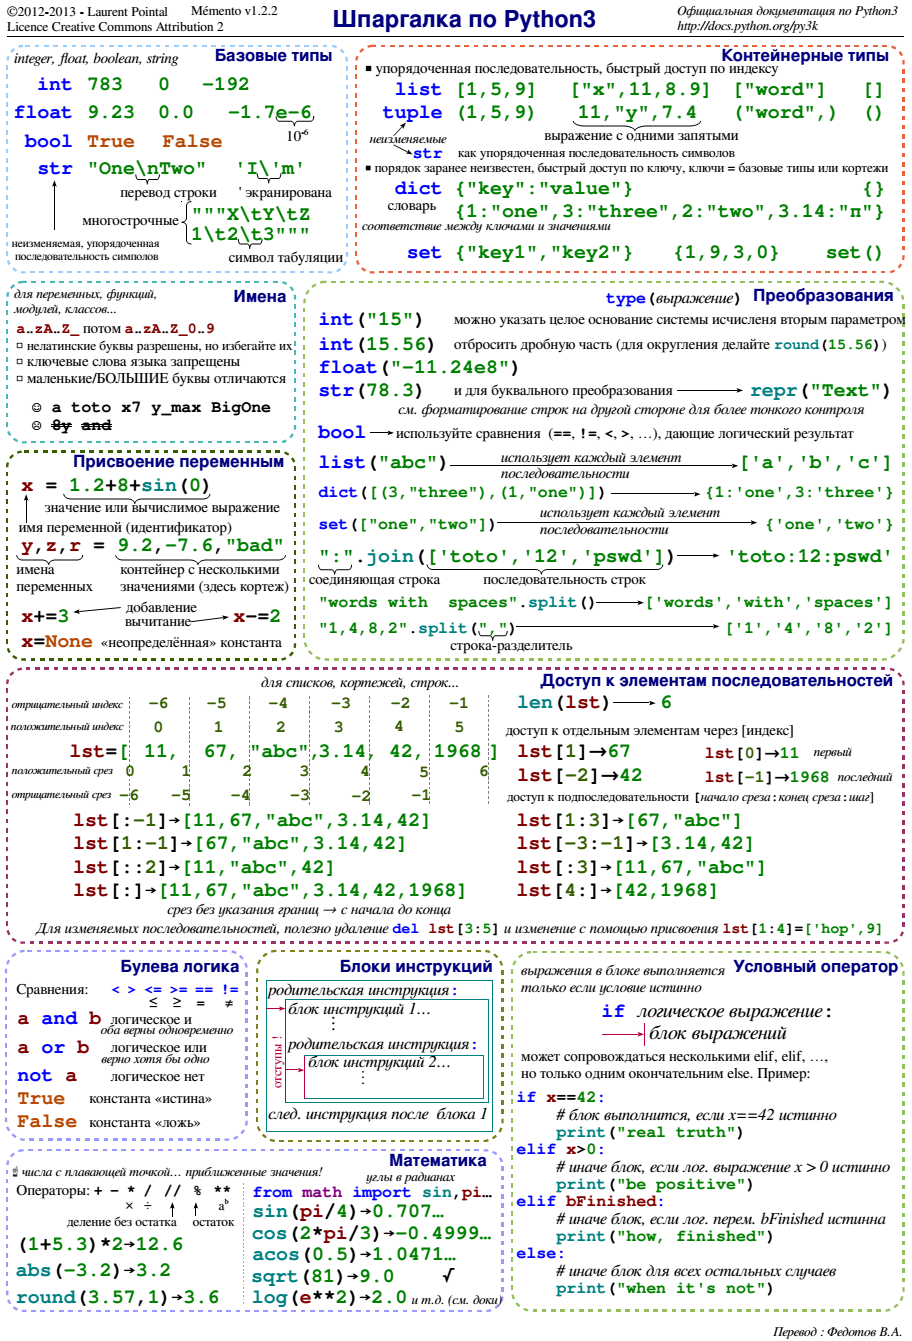 ©2012-2013 - Laurent Pointal Mémento v1.2.2
Licence Creative Commons Attribution 2
Шпаргалка по Python3
Официальная документация по Python3
http://docs.python.org/py3k
integer, float, boolean, string
Базовые типы
int 783 0 -192
float 9.23 0.0 -1.7e-6
10⁻⁶
bool True False
str "One\nTwo" 'I\'m'
перевод строки ' экранирована
многострочные """X\tY\tZ
1\t2\t3"""
неизменяемая, упорядоченная
последовательность симполов
символ табуляции
Контейнерные типы
▪ упорядоченная последовательность, быстрый доступ по индексу
list [1,5,9] ["x",11,8.9] ["word"] []
tuple (1,5,9) 11,"y",7.4 ("word",) ()
неизменяемые
выражение с одними запятыми
str как упорядоченная последовательность символов
▪ порядок заранее неизвестен, быстрый доступ по ключу, ключи = базовые типы или кортежи
dict {"key":"value"} {}
словарь {1:"one",3:"three",2:"two",3.14:"π"}
соответствие между ключами и значениями
set {"key1","key2"} {1,9,3,0} set()
для переменных, функций,
модулей, классов...
Имена
a..zA..Z_ потом a..zA..Z_0..9
▫ нелатинские буквы разрешены, но избегайте их
▫ ключевые слова языка запрещены
▫ маленькие/БОЛЬШИЕ буквы отличаются
☺ a toto x7 y_max BigOne
☹ 8y and
Присвоение переменным
x = 1.2+8+sin(0)
значение или вычислимое выражение
имя переменной (идентификатор)
y,z,r = 9.2,-7.6,"bad"
имена переменных
контейнер с несколькими значениями (здесь кортеж)
x+=3 добавление
вычитание x-=2
x=None «неопределённая» константа
type(выражение) Преобразования
int("15") можно указать целое основание системы исчисленя вторым параметром
int(15.56) отбросить дробную часть (для округления делайте round(15.56))
float("-11.24e8")
str(78.3) и для буквального преобразования → repr("Text")
см. форматирование строк на другой стороне для более тонкого контроля
bool → используйте сравнения (==, !=, <, >, …), дающие логический результат
list("abc") использует каждый элемент последовательности → ['a','b','c']
dict([(3,"three"),(1,"one")]) → {1:'one',3:'three'}
set(["one","two"]) использует каждый элемент последовательности → {'one','two'}
":".join(['toto','12','pswd']) → 'toto:12:pswd'
соединяющая строка последовательность строк
"words with  spaces".split() → ['words','with','spaces']
"1,4,8,2".split(",") → ['1','4','8','2']
строка-разделитель
для списков, кортежей, строк...
Доступ к элементам последовательностей
отрицательный индекс -6 -5 -4 -3 -2 -1
положительный индекс 0 1 2 3 4 5
lst=[ 11, 67, "abc",3.14, 42, 1968 ]
положительный срез 0 1 2 3 4 5 6
отрицательный срез -6 -5 -4 -3 -2 -1
len(lst) → 6
доступ к отдельным элементам через [индекс]
lst[1]→67 lst[0]→11 первый
lst[-2]→42 lst[-1]→1968 последний
доступ к подпоследовательности [начало среза:конец среза:шаг]
lst[:-1]→[11,67,"abc",3.14,42] lst[1:3]→[67,"abc"]
lst[1:-1]→[67,"abc",3.14,42] lst[-3:-1]→[3.14,42]
lst[::2]→[11,"abc",42] lst[:3]→[11,67,"abc"]
lst[:]→[11,67,"abc",3.14,42,1968] lst[4:]→[42,1968]
срез без указания границ → с начала до конца
Для изменяемых последовательностей, полезно удаление del lst[3:5] и изменение с помощью присвоения lst[1:4]=['hop',9]
Булева логика
Сравнения: < > <= >= == !=
≤ ≥ = ≠
a and b логическое и
оба верны одновременно
a or b логическое или
верно хотя бы одно
not a логическое нет
True константа «истина»
False константа «ложь»
Блоки инструкций
родительская инструкция:
блок инструкций 1…
⋮
родительская инструкция:
блок инструкций 2…
⋮
отступы !
след. инструкция после блока 1
выражения в блоке выполняется
только если условие истинно
Условный оператор
if логическое выражение:
блок выражений
может сопровождаться несколькими elif, elif, …,
но только одним окончательним else. Пример:
if x==42:
# блок выполнится, если x==42 истинно
print("real truth")
elif x>0:
# иначе блок, если лог. выражение x > 0 истинно
print("be positive")
elif bFinished:
# иначе блок, если лог. перем. bFinished истинна
print("how, finished")
else:
# иначе блок для всех остальных случаев
print("when it's not")
Математика
числа с плавающей точкой… приближенные значения!
углы в радианах
Операторы: + - * / // % **
× ÷ aᵇ
деление без остатка остаток
(1+5.3)*2→12.6
abs(-3.2)→3.2
round(3.57,1)→3.6
from math import sin,pi…
sin(pi/4)→0.707…
cos(2*pi/3)→-0.4999…
acos(0.5)→1.0471…
sqrt(81)→9.0 √
log(e**2)→2.0 и т.д. (см. доки)
Перевод : Федотов В.А.